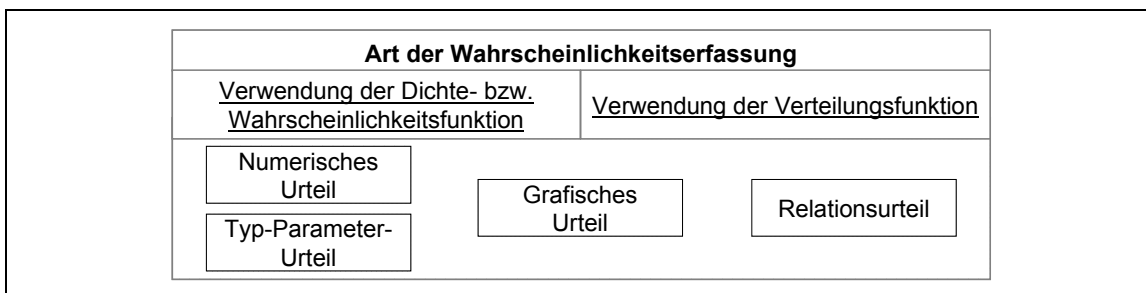 Art der Wahrscheinlichkeitserfassung
Verwendung der Dichte- bzw.
Wahrscheinlichkeitsfunktion
Verwendung der Verteilungsfunktion
Numerisches
Urteil
Typ-Parameter-
Urteil
Grafisches
Urteil
Relationsurteil